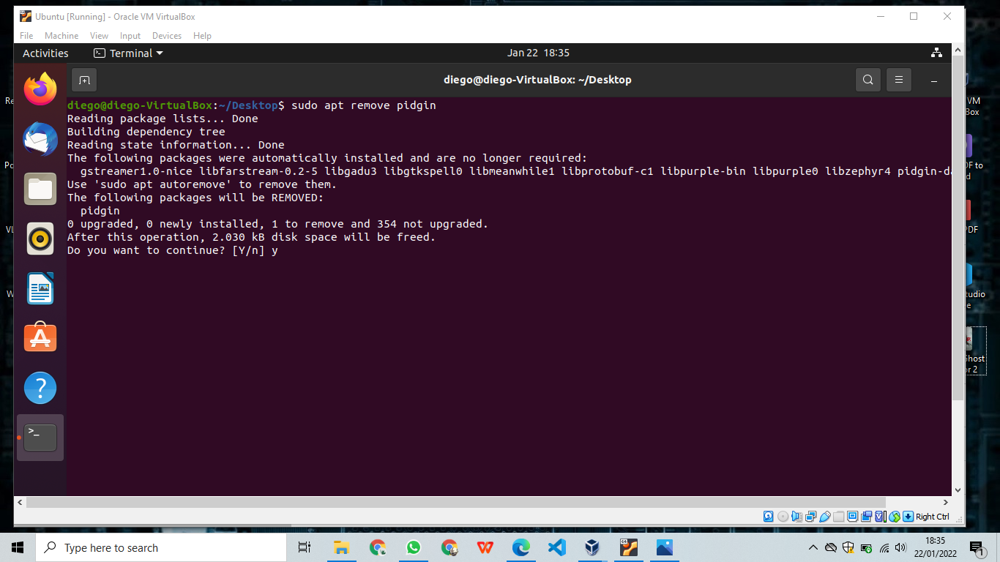 Ubuntu [Running] - Oracle VM VirtualBox
File Machine View Input Devices Help
Activities Terminal Jan 22 18:35
diego@diego-VirtualBox: ~/Desktop
diego@diego-VirtualBox:~/Desktop$ sudo apt remove pidgin
Reading package lists... Done
Building dependency tree
Reading state information... Done
The following packages were automatically installed and are no longer required:
gstreamer1.0-nice libfarstream-0.2-5 libgadu3 libgtkspell0 libmeanwhile1 libprotobuf-c1 libpurple-bin libpurple0 libzephyr4 pidgin-da
Use 'sudo apt autoremove' to remove them.
The following packages will be REMOVED:
pidgin
0 upgraded, 0 newly installed, 1 to remove and 354 not upgraded.
After this operation, 2.030 kB disk space will be freed.
Do you want to continue? [Y/n] y
VM
Box
DF to
PDF
tudio
Ghost
or 2
Right Ctrl
Type here to search
18:35
22/01/2022
1